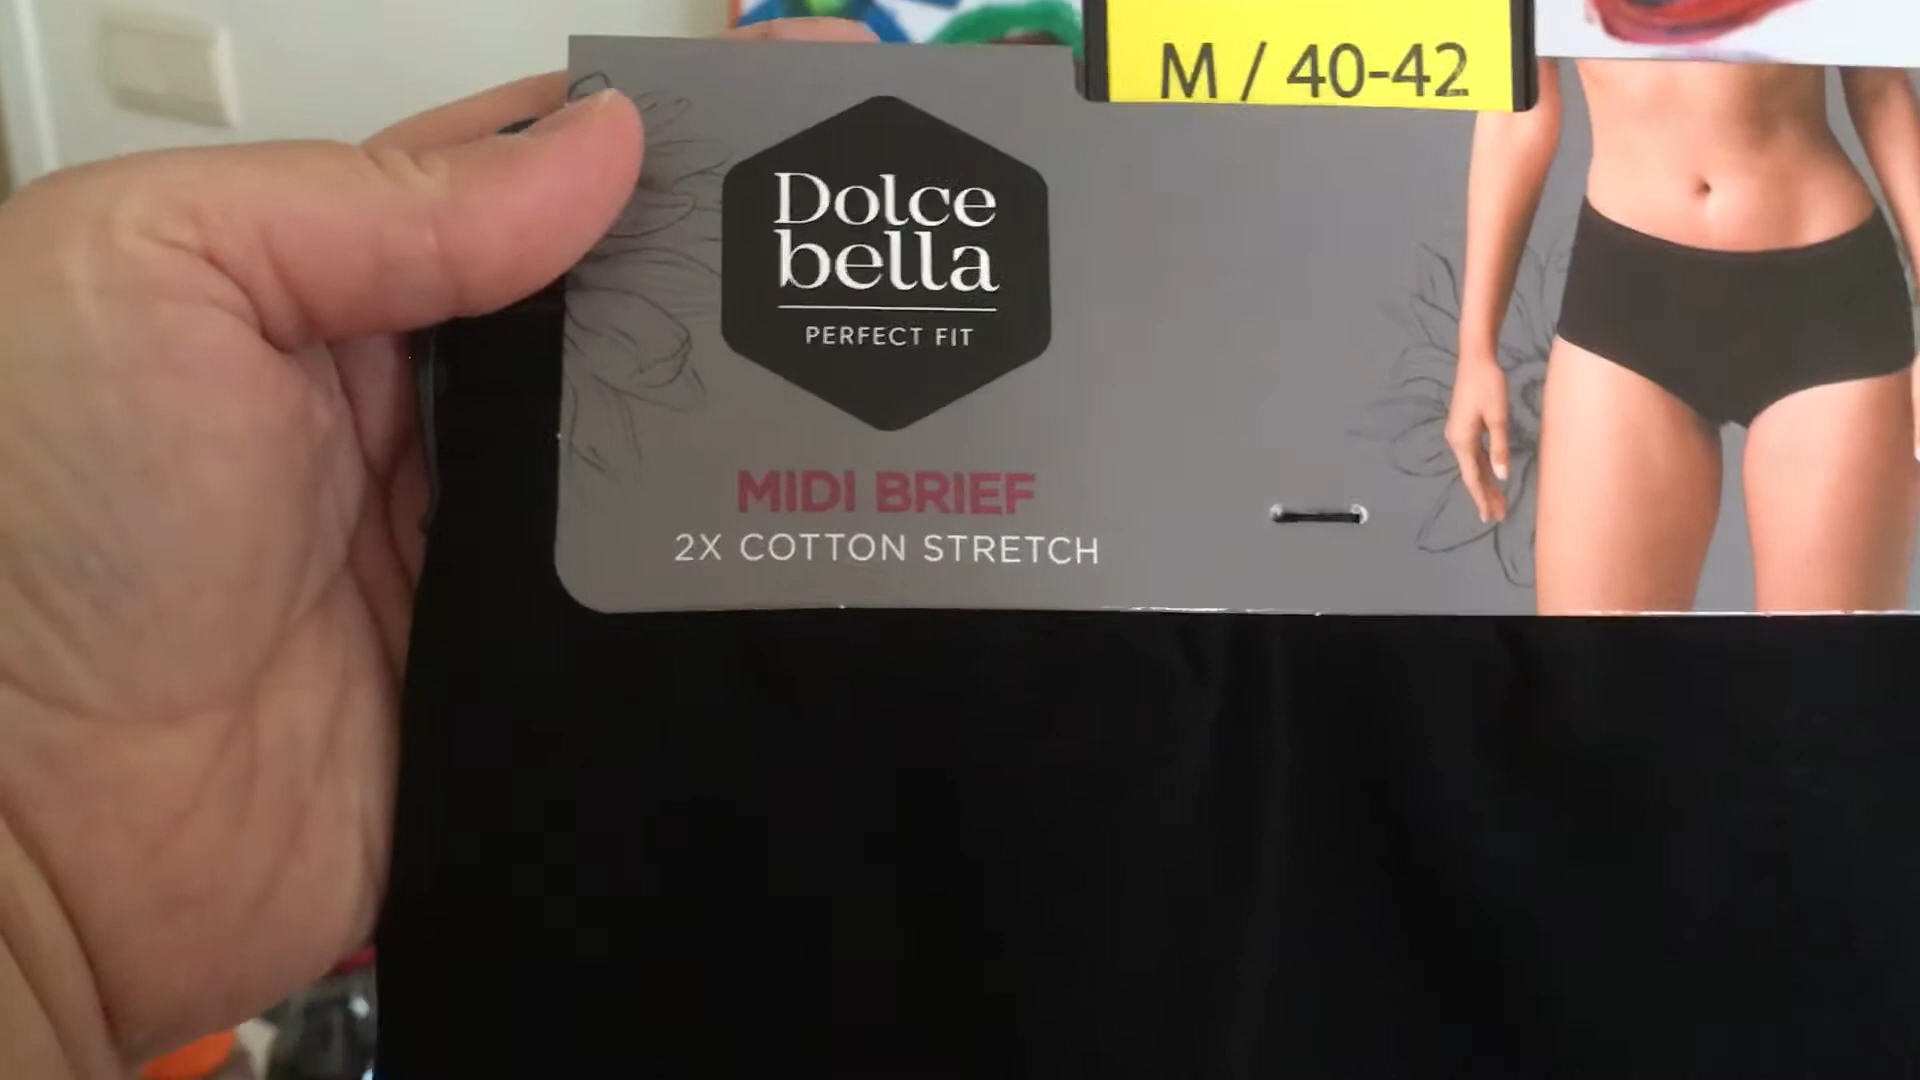 M / 40-42
Dolce
bella
PERFECT FIT
MIDI BRIEF
2X COTTON STRETCH